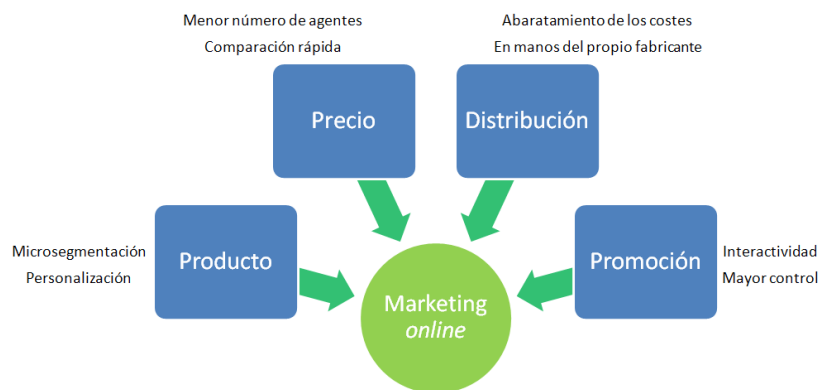 Menor número de agentes
Comparación rápida
Abaratamiento de los costes
En manos del propio fabricante
Precio
Distribución
Microsegmentación
Personalización
Producto
Promoción
Interactividad
Mayor control
Marketing
online